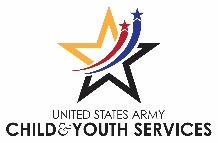 UNITED STATES ARMY
CHILD & YOUTH SERVICES